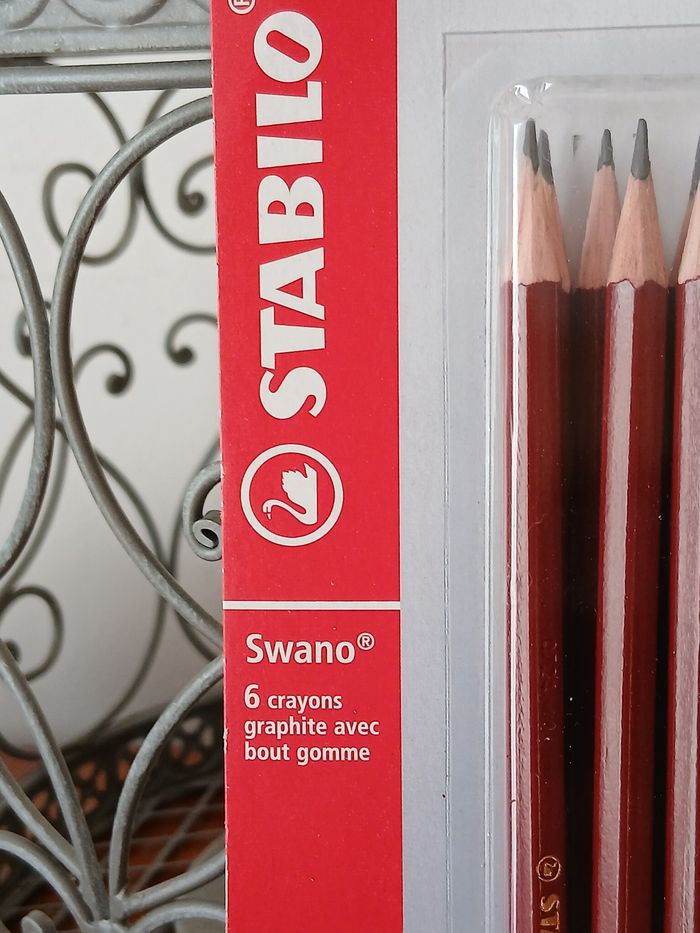 STABILO
Swano®
6 crayons
graphite avec
bout gomme